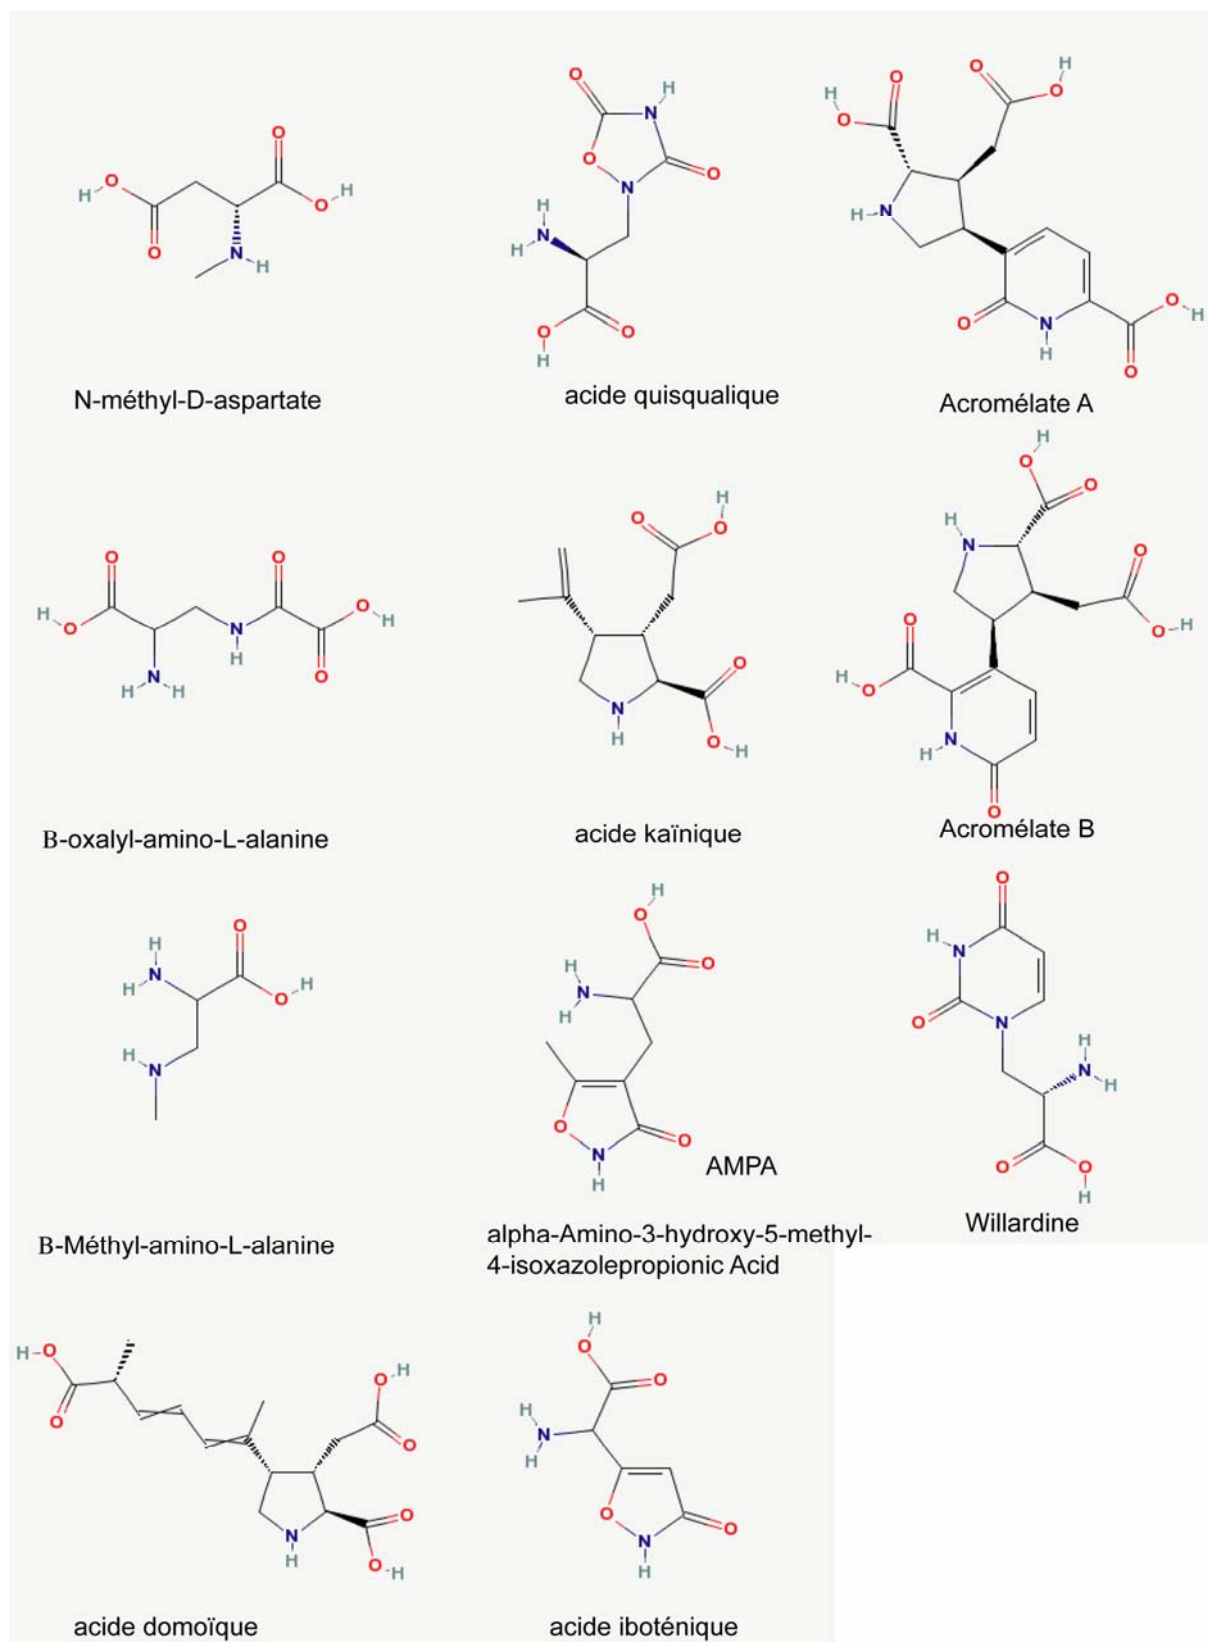 N-méthyl-D-aspartate
acide quisqualique
Acromélate A
B-oxalyl-amino-L-alanine
acide kaïnique
Acromélate B
B-Méthyl-amino-L-alanine
AMPA
alpha-Amino-3-hydroxy-5-methyl-
4-isoxazolepropionic Acid
Willardine
acide domoïque
acide iboténique